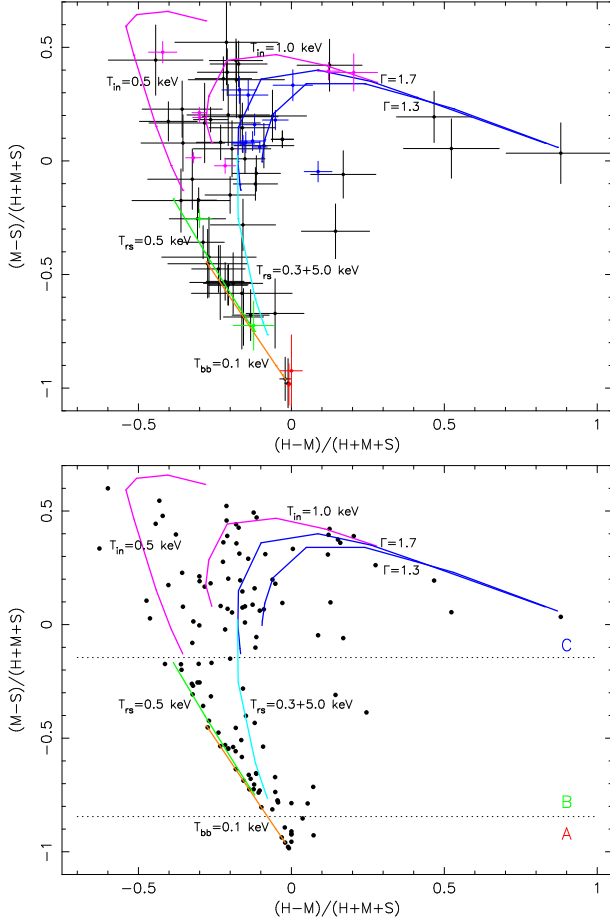 0.5
0
−0.5
−1
(M−S)/(H+M+S)
T_in=1.0 keV
T_in=0.5 keV
Γ=1.7
Γ=1.3
T_rs=0.5 keV
T_rs=0.3+5.0 keV
T_bb=0.1 keV
−0.5 0 0.5 1
(H−M)/(H+M+S)
0.5
0
−0.5
−1
(M−S)/(H+M+S)
T_in=1.0 keV
T_in=0.5 keV
Γ=1.7
Γ=1.3
C
T_rs=0.5 keV
T_rs=0.3+5.0 keV
B
T_bb=0.1 keV
A
−0.5 0 0.5 1
(H−M)/(H+M+S)